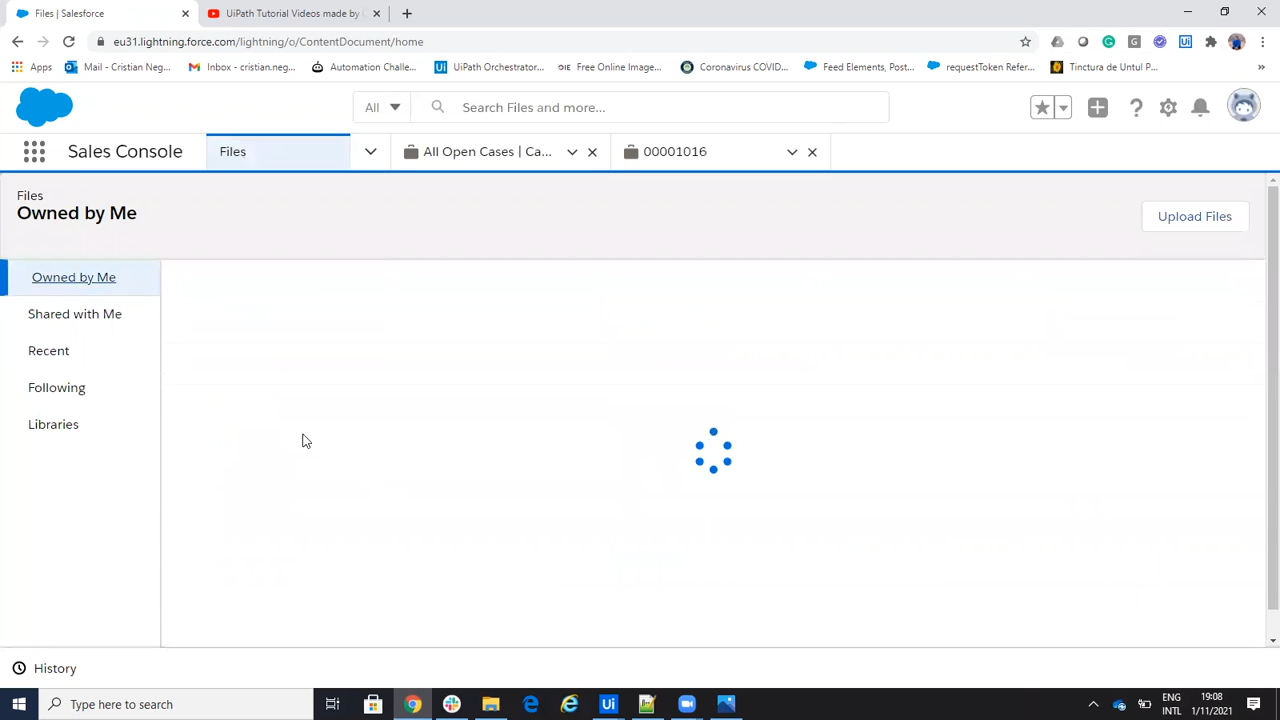 Files | Salesforce
UiPath Tutorial Videos made by
eu31.lightning.force.com/lightning/o/ContentDocument/home
Apps
Mail - Cristian Neg...
Inbox - cristian.neg...
Automation Challe...
UiPath Orchestrator...
OIE
Free Online Image...
Coronavirus COVID...
Feed Elements, Post...
requestToken Refer...
Tinctura de Untul P...
»
All
Search Files and more...
Sales Console
Files
All Open Cases | Ca...
00001016
Files
Owned by Me
Upload Files
Owned by Me
Shared with Me
Recent
Following
Libraries
History
Type here to search
Ui
ENG
INTL
19:08
1/11/2021